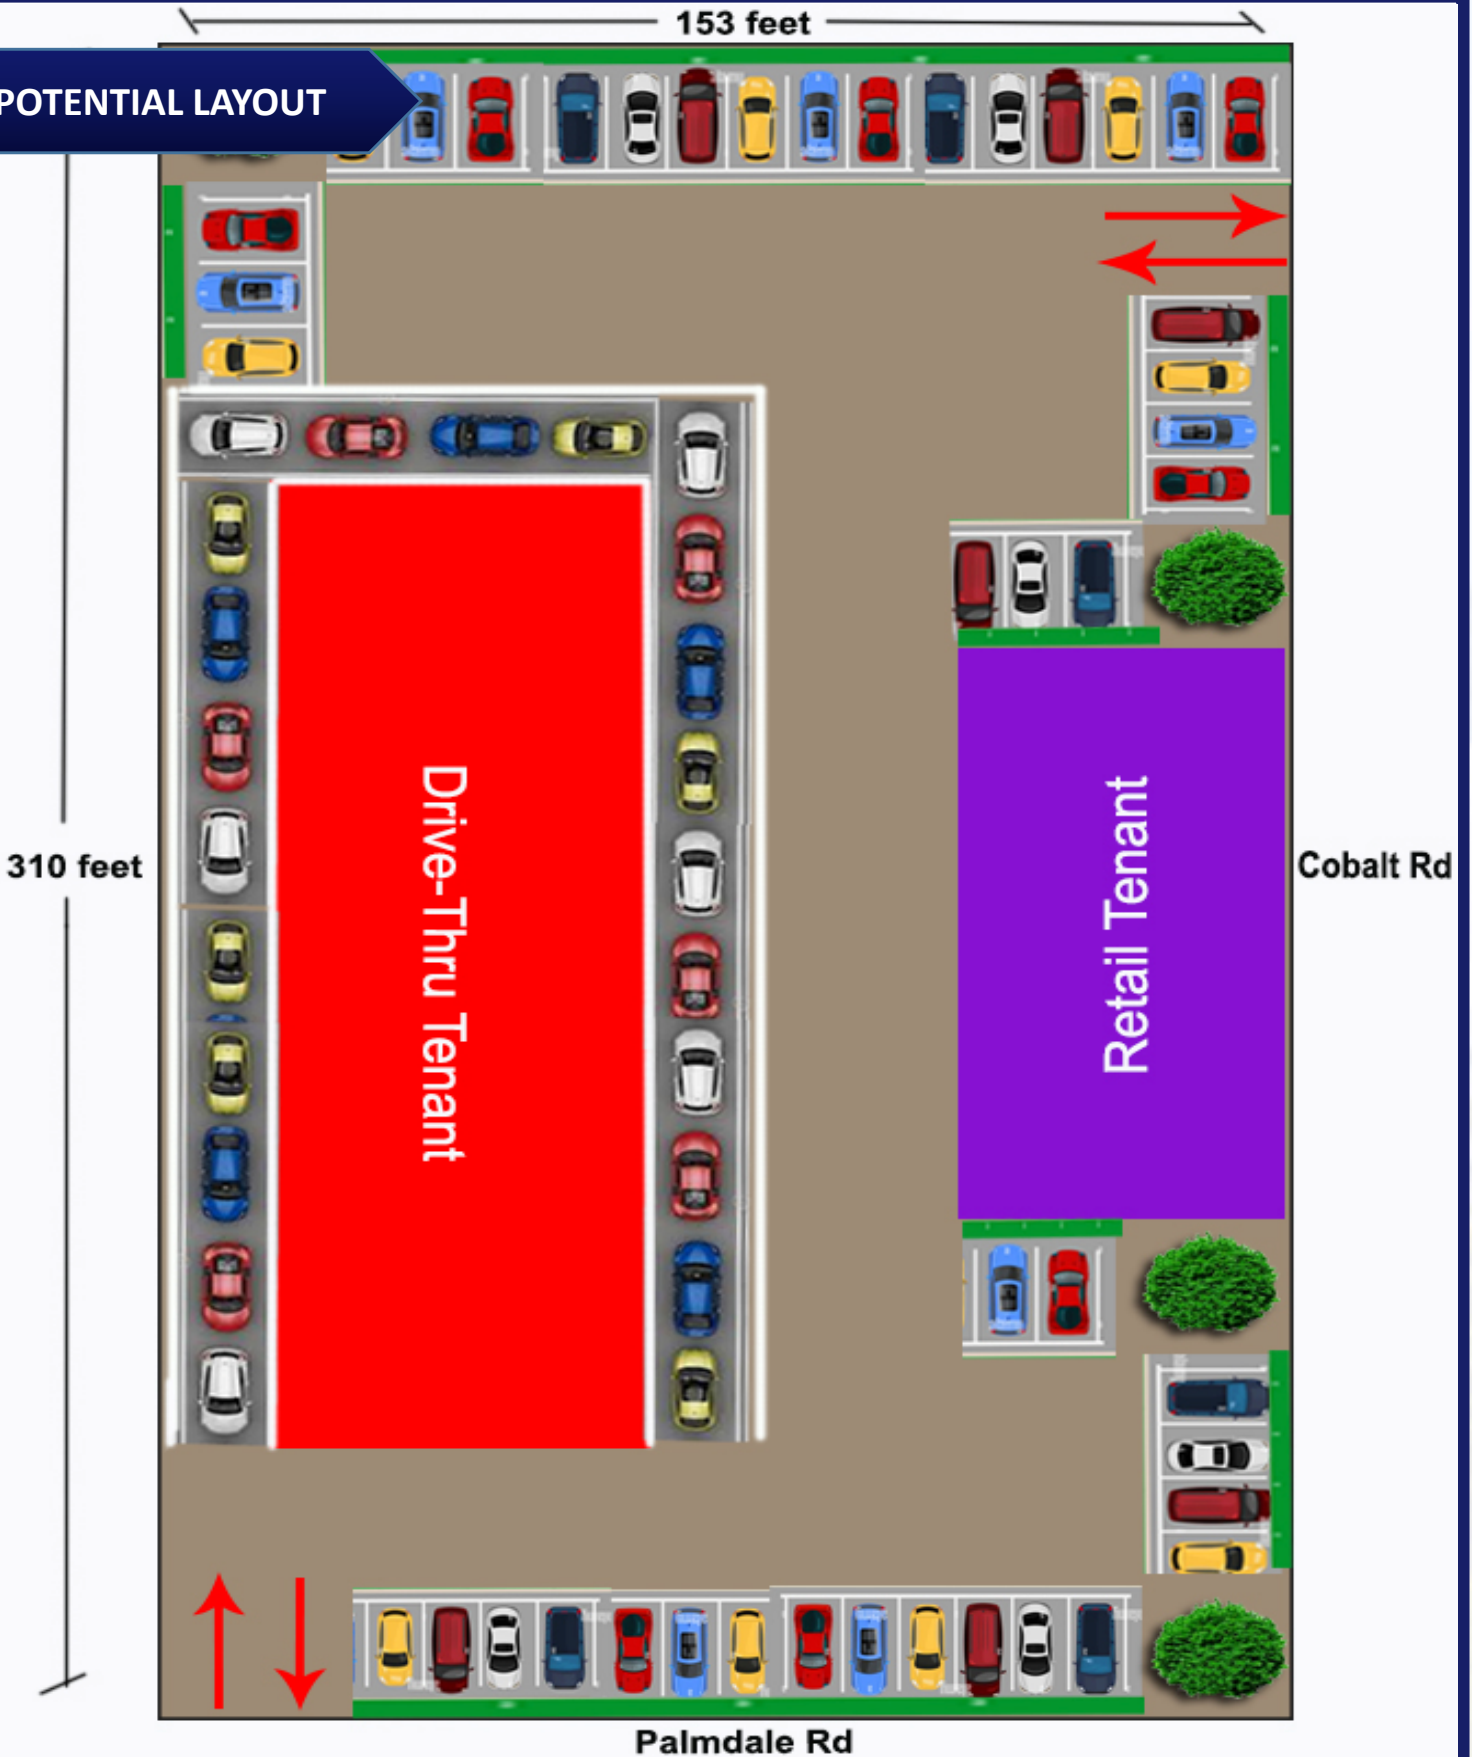 153 feet
POTENTIAL LAYOUT
310 feet
Drive-Thru Tenant
Retail Tenant
Cobalt Rd
Palmdale Rd